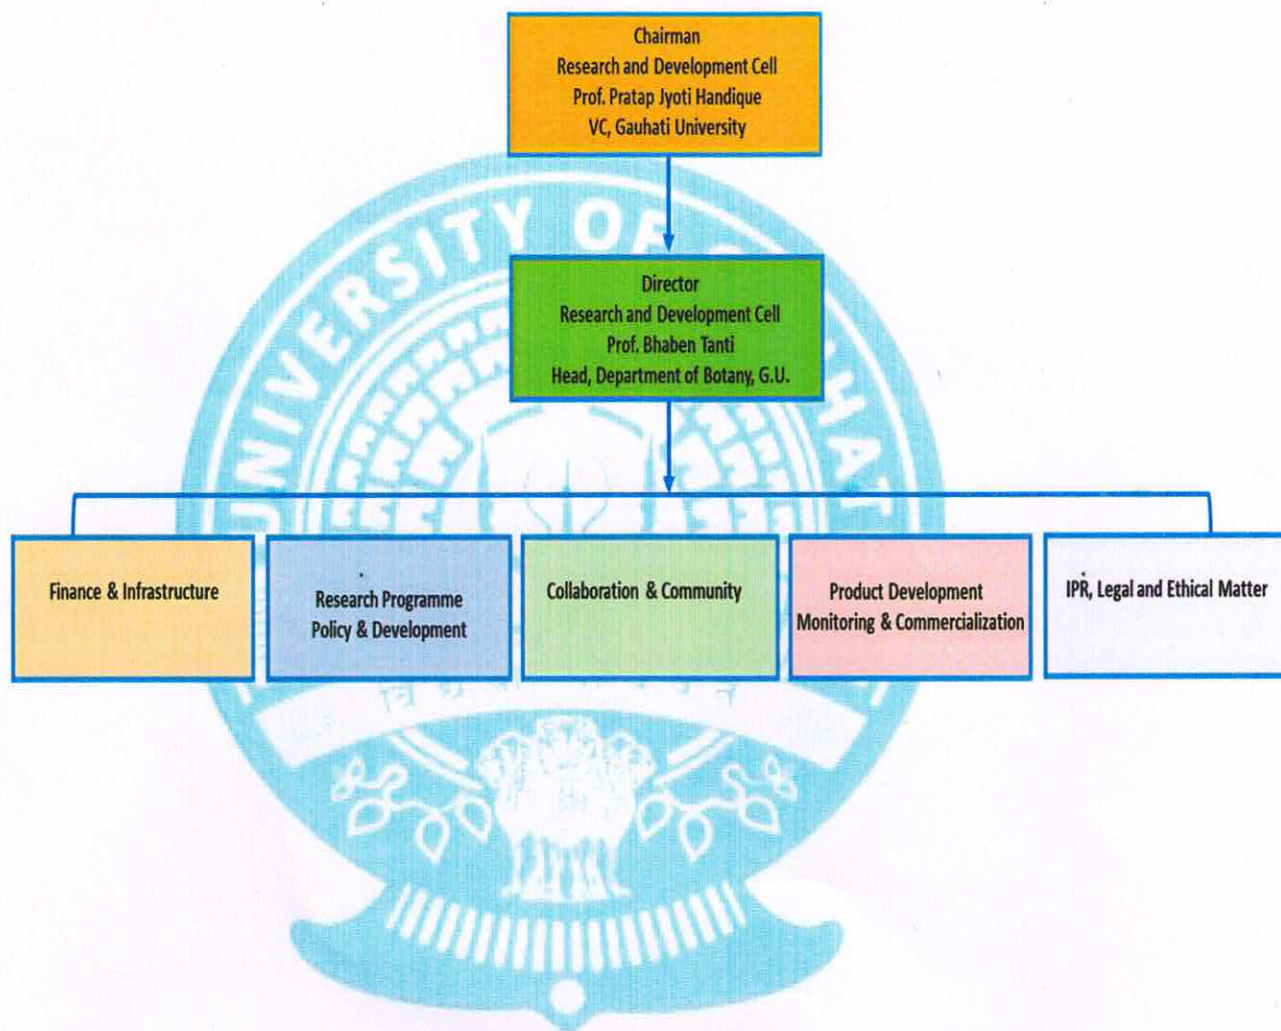 Chairman
Research and Development Cell
Prof. Pratap Jyoti Handique
VC, Gauhati University
UNIVERSITY OF
Director
Research and Development Cell
Prof. Bhaben Tanti
Head, Department of Botany, G.U.
Finance & Infrastructure
Research Programme
Policy & Development
Collaboration & Community
Product Development
Monitoring & Commercialization
IPR, Legal and Ethical Matter